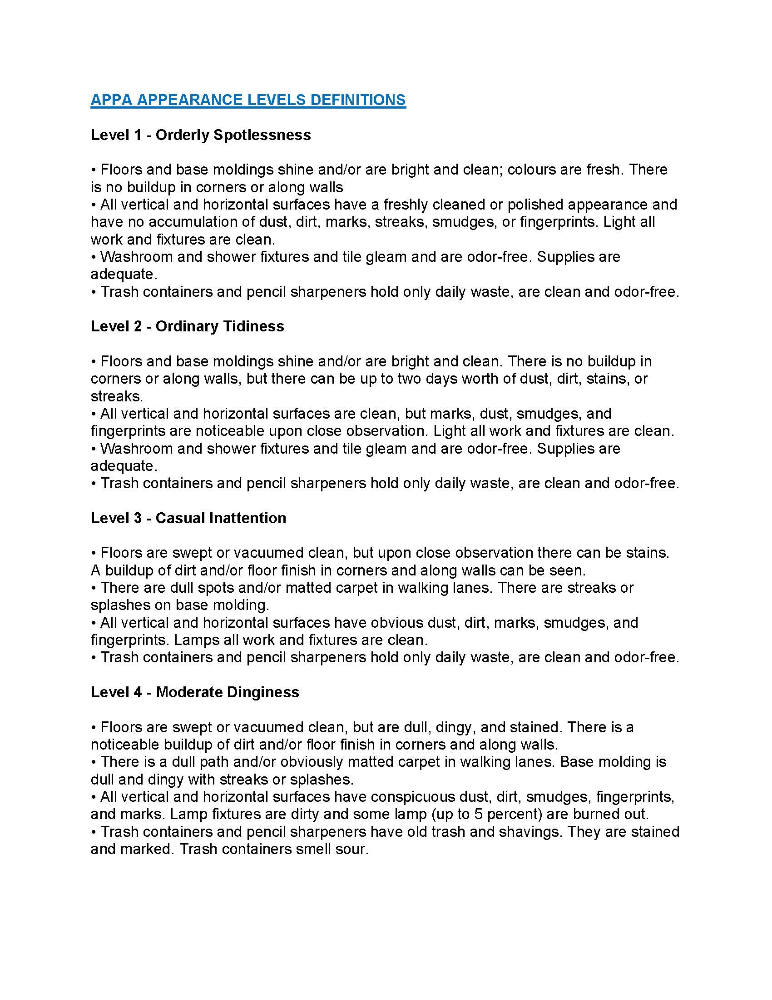 APPA APPEARANCE LEVELS DEFINITIONS
Level 1 - Orderly Spotlessness
• Floors and base moldings shine and/or are bright and clean; colours are fresh. There
is no buildup in corners or along walls
• All vertical and horizontal surfaces have a freshly cleaned or polished appearance and
have no accumulation of dust, dirt, marks, streaks, smudges, or fingerprints. Light all
work and fixtures are clean.
• Washroom and shower fixtures and tile gleam and are odor-free. Supplies are
adequate.
• Trash containers and pencil sharpeners hold only daily waste, are clean and odor-free.
Level 2 - Ordinary Tidiness
• Floors and base moldings shine and/or are bright and clean. There is no buildup in
corners or along walls, but there can be up to two days worth of dust, dirt, stains, or
streaks.
• All vertical and horizontal surfaces are clean, but marks, dust, smudges, and
fingerprints are noticeable upon close observation. Light all work and fixtures are clean.
• Washroom and shower fixtures and tile gleam and are odor-free. Supplies are
adequate.
• Trash containers and pencil sharpeners hold only daily waste, are clean and odor-free.
Level 3 - Casual Inattention
• Floors are swept or vacuumed clean, but upon close observation there can be stains.
A buildup of dirt and/or floor finish in corners and along walls can be seen.
• There are dull spots and/or matted carpet in walking lanes. There are streaks or
splashes on base molding.
• All vertical and horizontal surfaces have obvious dust, dirt, marks, smudges, and
fingerprints. Lamps all work and fixtures are clean.
• Trash containers and pencil sharpeners hold only daily waste, are clean and odor-free.
Level 4 - Moderate Dinginess
• Floors are swept or vacuumed clean, but are dull, dingy, and stained. There is a
noticeable buildup of dirt and/or floor finish in corners and along walls.
• There is a dull path and/or obviously matted carpet in walking lanes. Base molding is
dull and dingy with streaks or splashes.
• All vertical and horizontal surfaces have conspicuous dust, dirt, smudges, fingerprints,
and marks. Lamp fixtures are dirty and some lamp (up to 5 percent) are burned out.
• Trash containers and pencil sharpeners have old trash and shavings. They are stained
and marked. Trash containers smell sour.